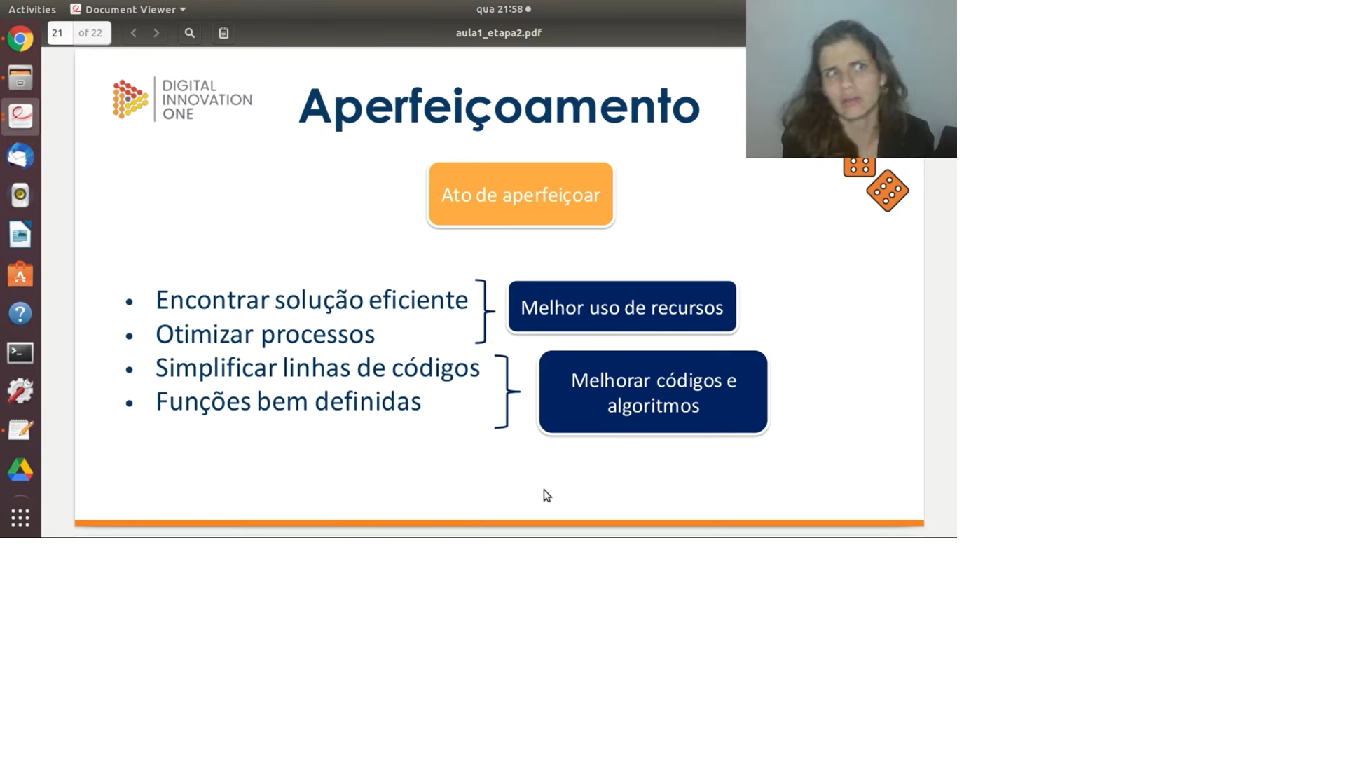 Activities Document Viewer qua 21:58
21 of 22 aula1_etapa2.pdf
DIGITAL
INNOVATION
ONE
Aperfeiçoamento
Ato de aperfeiçoar
• Encontrar solução eficiente
• Otimizar processos
Melhor uso de recursos
• Simplificar linhas de códigos
• Funções bem definidas
Melhorar códigos e
algoritmos